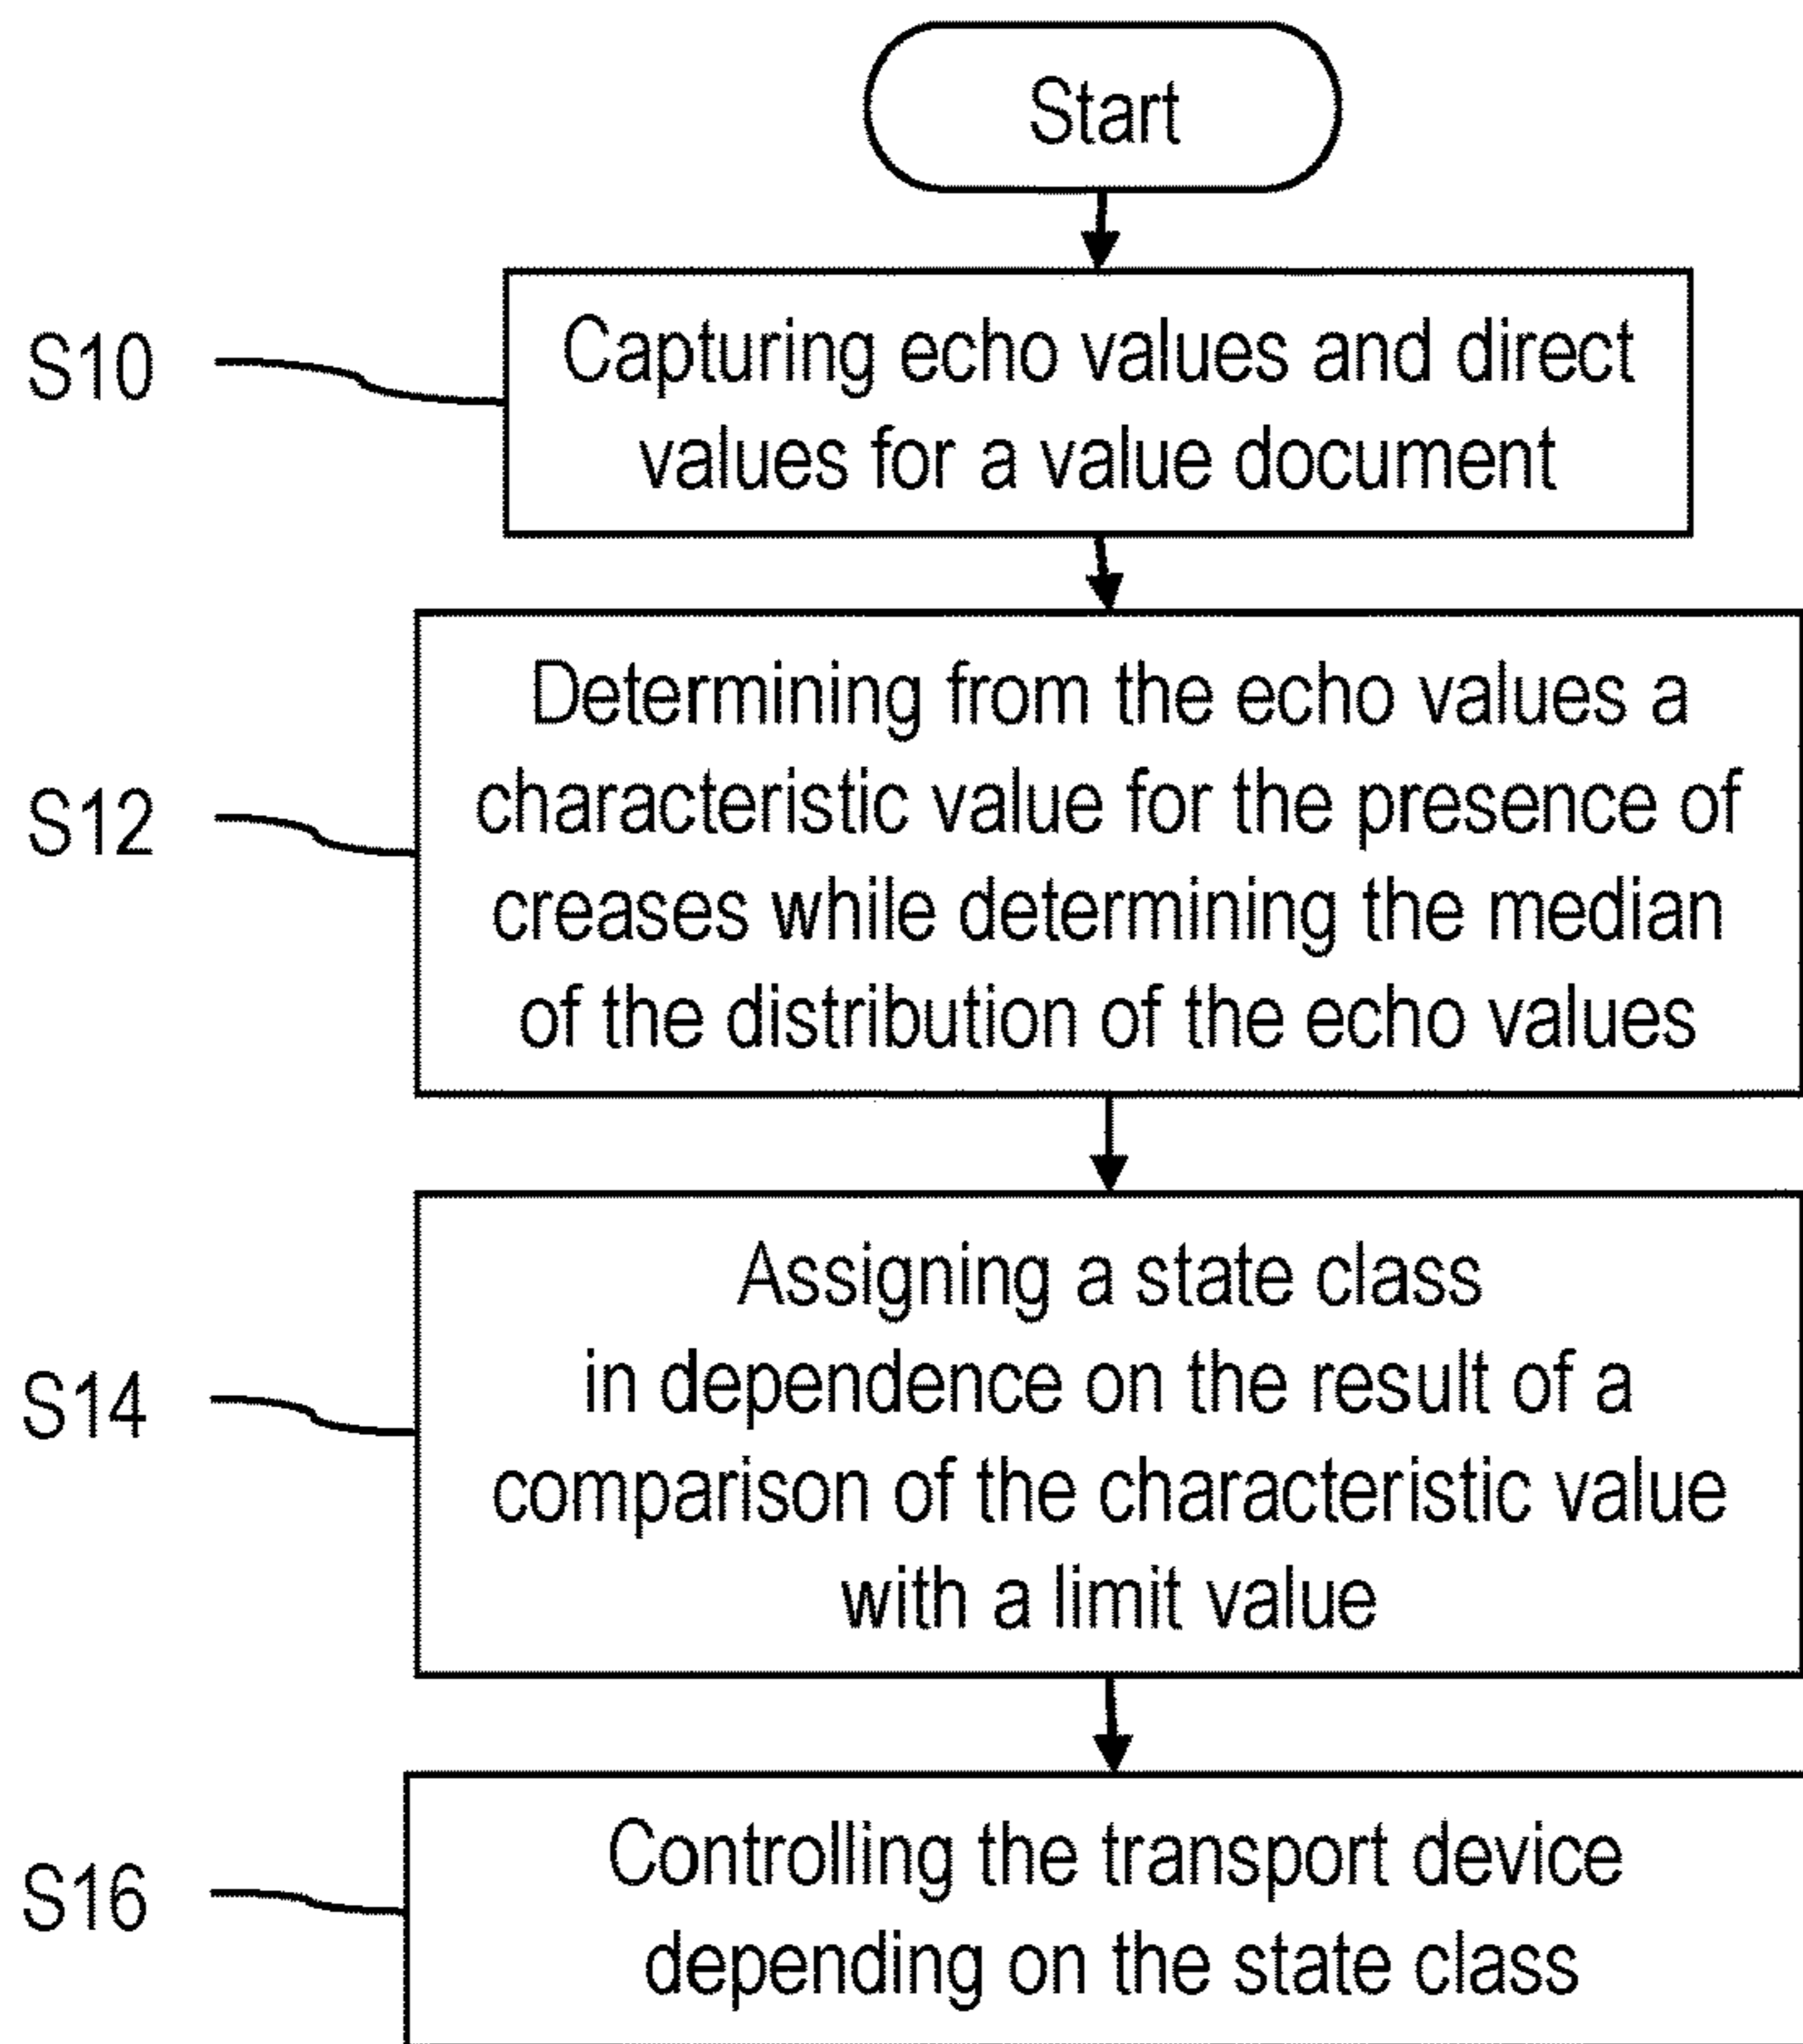 Start
S10
Capturing echo values and direct
values for a value document
S12
Determining from the echo values a
characteristic value for the presence of
creases while determining the median
of the distribution of the echo values
S14
Assigning a state class
in dependence on the result of a
comparison of the characteristic value
with a limit value
S16
Controlling the transport device
depending on the state class